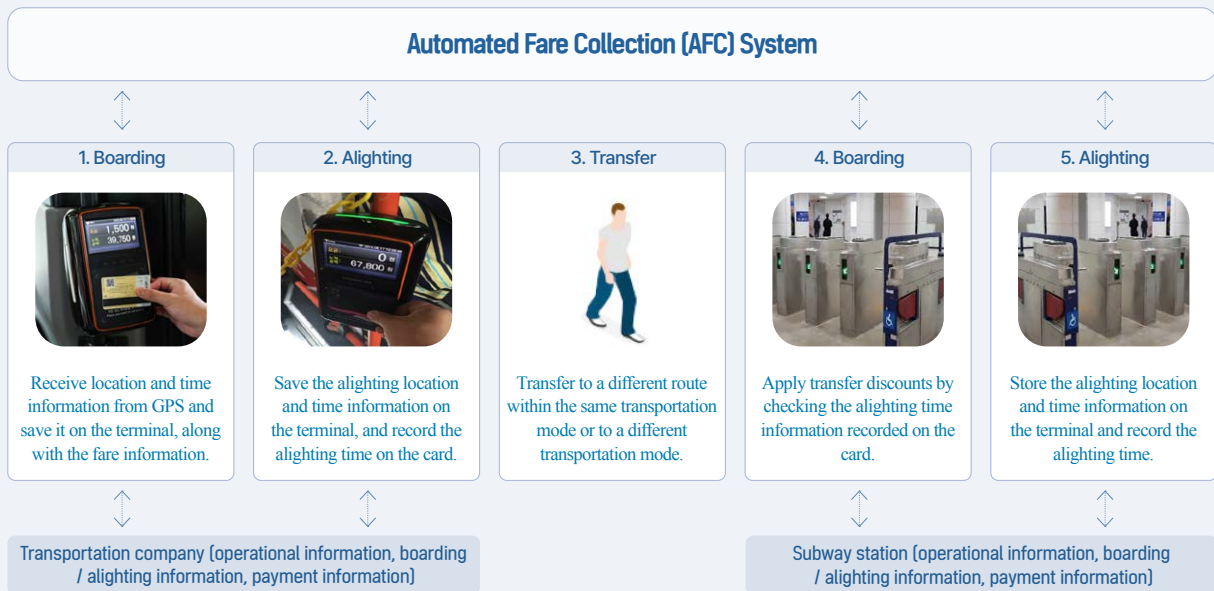 Automated Fare Collection (AFC) System
1. Boarding
1,500
39,750
Receive location and time
information from GPS and
save it on the terminal, along
with the fare information.
2. Alighting
0
67,800
Save the alighting location
and time information on
the terminal, and record the
alighting time on the card.
3. Transfer
Transfer to a different route
within the same transportation
mode or to a different
transportation mode.
4. Boarding
Apply transfer discounts by
checking the alighting time
information recorded on the
card.
5. Alighting
Store the alighting location
and time information on
the terminal and record the
alighting time.
Transportation company (operational information, boarding
/ alighting information, payment information)
Subway station (operational information, boarding
/ alighting information, payment information)